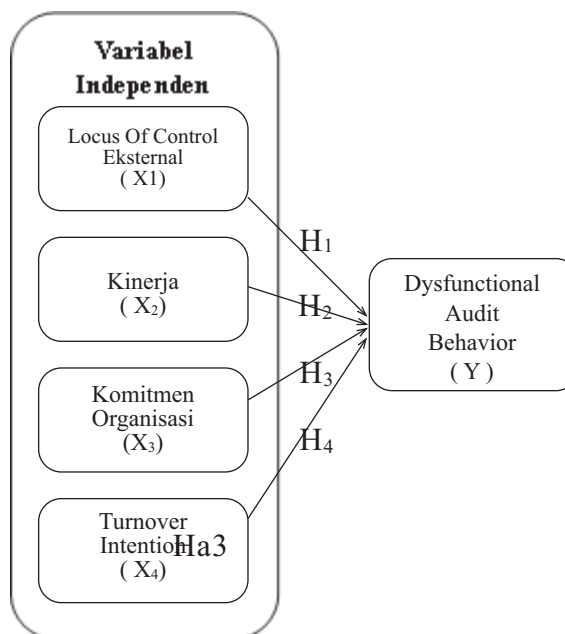 Variabel
Independen
Locus Of Control
Eksternal
( X1)
H₁
Kinerja
( X₂)
H₂
Dysfunctional
Audit
Behavior
( Y )
Komitmen
Organisasi
(X₃)
H₃
H₄
Turnover
Intention
Ha3
( X₄)